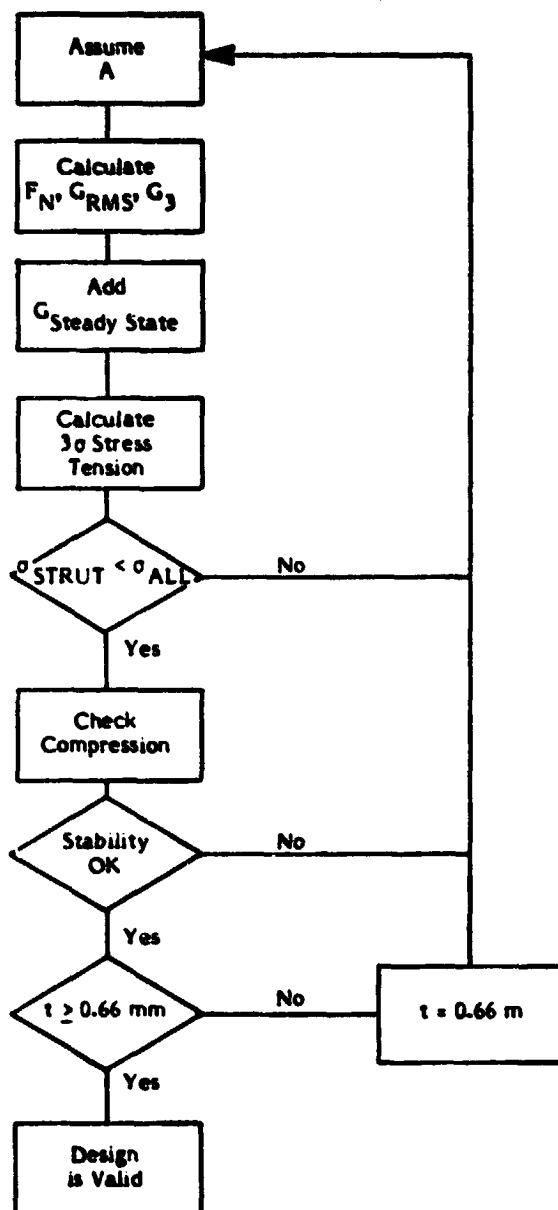 Assume
A
Calculate
F_N, G_RMS, G_3
Add
G_Steady State
Calculate
3σ Stress
Tension
σ_STRUT < σ_ALL
No
Yes
Check
Compression
Stability
OK
No
Yes
t ≥ 0.66 mm
No
t = 0.66 m
Yes
Design
is Valid